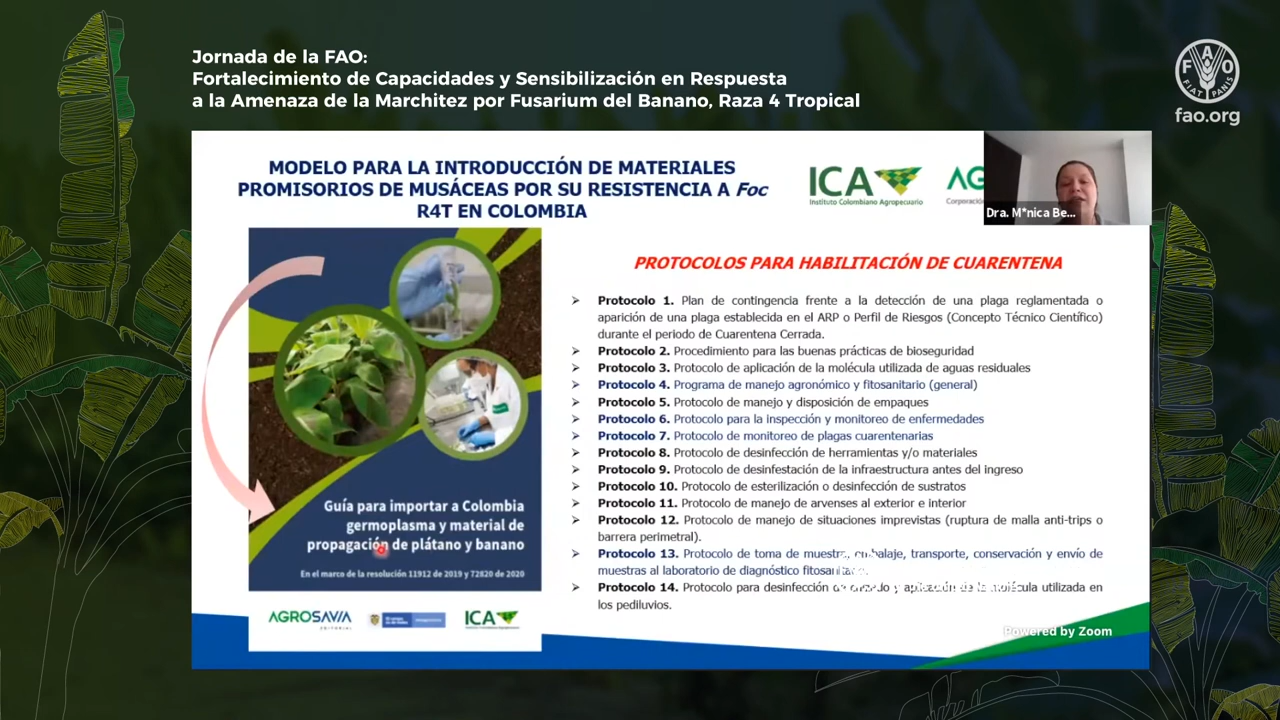 Jornada de la FAO:
Fortalecimiento de Capacidades y Sensibilización en Respuesta
a la Amenaza de la Marchitez por Fusarium del Banano, Raza 4 Tropical
FAO
FIAT PANIS
fao.org
MODELO PARA LA INTRODUCCIÓN DE MATERIALES
PROMISORIOS DE MUSÁCEAS POR SU RESISTENCIA A Foc
R4T EN COLOMBIA
ICA
Instituto Colombiano Agropecuario
AG
Corporación
Dra. M*nica Be...
PROTOCOLOS PARA HABILITACIÓN DE CUARENTENA
➢ Protocolo 1. Plan de contingencia frente a la detección de una plaga reglamentada o
aparición de una plaga establecida en el ARP o Perfil de Riesgos (Concepto Técnico Científico)
durante el periodo de Cuarentena Cerrada.
➢ Protocolo 2. Procedimiento para las buenas prácticas de bioseguridad
➢ Protocolo 3. Protocolo de aplicación de la molécula utilizada de aguas residuales
➢ Protocolo 4. Programa de manejo agronómico y fitosanitario (general)
➢ Protocolo 5. Protocolo de manejo y disposición de empaques
➢ Protocolo 6. Protocolo para la inspección y monitoreo de enfermedades
➢ Protocolo 7. Protocolo de monitoreo de plagas cuarentenarias
➢ Protocolo 8. Protocolo de desinfección de herramientas y/o materiales
➢ Protocolo 9. Protocolo de desinfestación de la infraestructura antes del ingreso
➢ Protocolo 10. Protocolo de esterilización o desinfección de sustratos
➢ Protocolo 11. Protocolo de manejo de arvenses al exterior e interior
➢ Protocolo 12. Protocolo de manejo de situaciones imprevistas (ruptura de malla anti-trips o
barrera perimetral).
➢ Protocolo 13. Protocolo de toma de muestra, embalaje, transporte, conservación y envío de
muestras al laboratorio de diagnóstico
➢ Protocolo 14. Protocolo para desinfección utilizada en
los pediluvios.
Guía para importar a Colombia
germoplasma y material de
propagación de plátano y banano
En el marco de la resolución 11912 de 2019 y 72820 de 2020
AGROSAVIA
EDITORIAL
ICA
Powered by Zoom